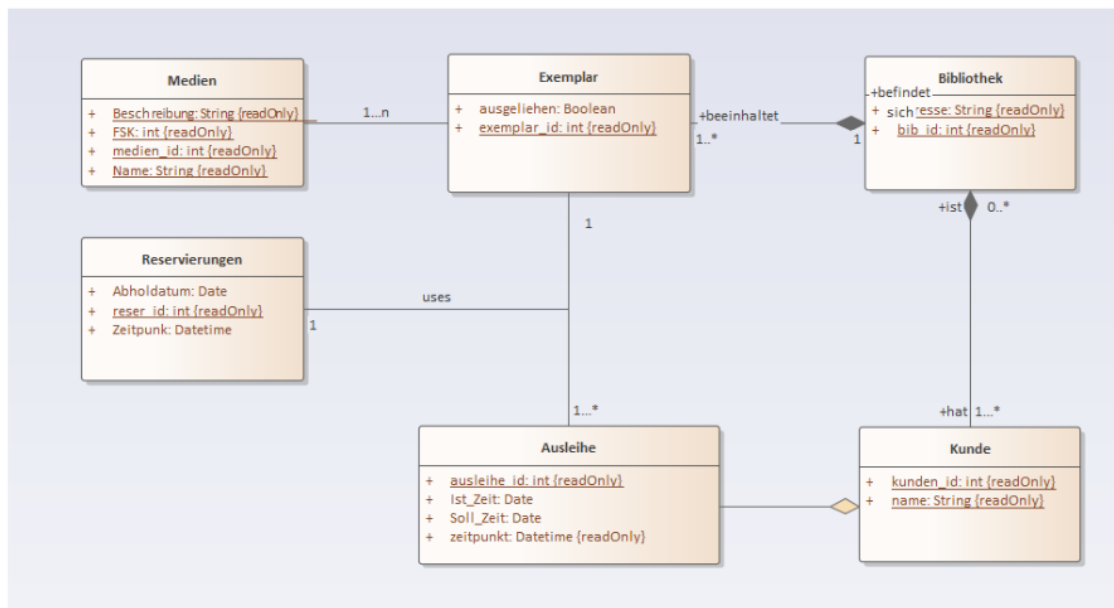 Medien
+ Beschreibung: String {readOnly}
+ FSK: int {readOnly}
+ medien_id: int {readOnly}
+ Name: String {readOnly}
1...n
Exemplar
+ ausgeliehen: Boolean
+ exemplar_id: int {readOnly}
+beeinhaltet
1..*
1
Bibliothek
+befindet
sich
+ resse: String {readOnly}
+ bib_id: int {readOnly}
+ist
0..*
1
Reservierungen
+ Abholdatum: Date
+ reser_id: int {readOnly}
+ Zeitpunk: Datetime
uses
1
1...*
+hat
1...*
Ausleihe
+ ausleihe_id: int {readOnly}
+ Ist_Zeit: Date
+ Soll_Zeit: Date
+ zeitpunkt: Datetime {readOnly}
Kunde
+ kunden_id: int {readOnly}
+ name: String {readOnly}